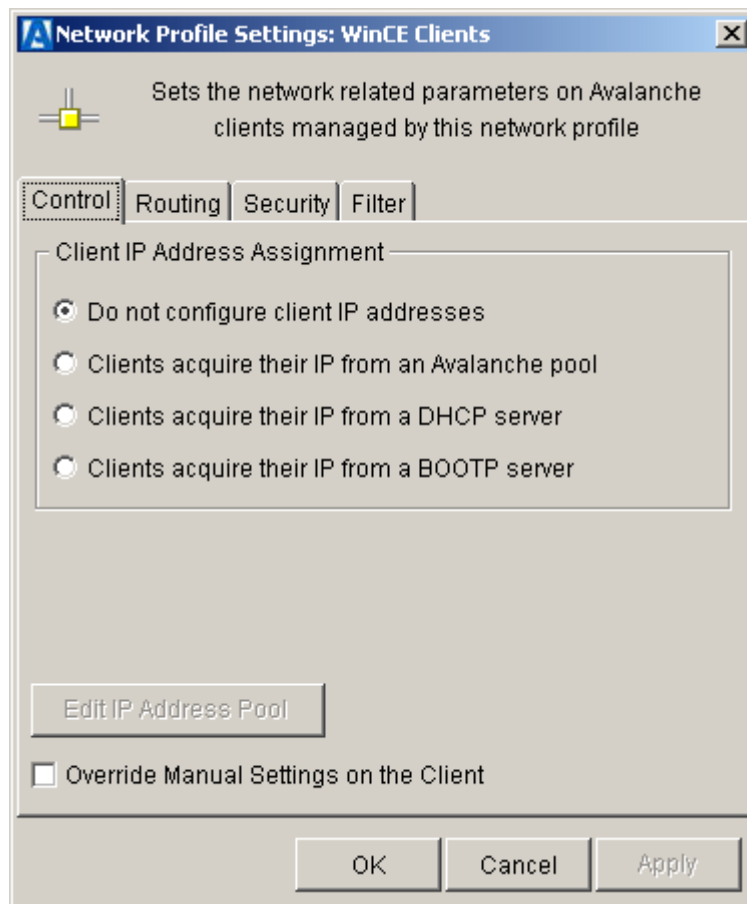 Network Profile Settings: WinCE Clients
Sets the network related parameters on Avalanche
clients managed by this network profile
Control Routing Security Filter
Client IP Address Assignment
Do not configure client IP addresses
Clients acquire their IP from an Avalanche pool
Clients acquire their IP from a DHCP server
Clients acquire their IP from a BOOTP server
Edit IP Address Pool
Override Manual Settings on the Client
OK Cancel Apply